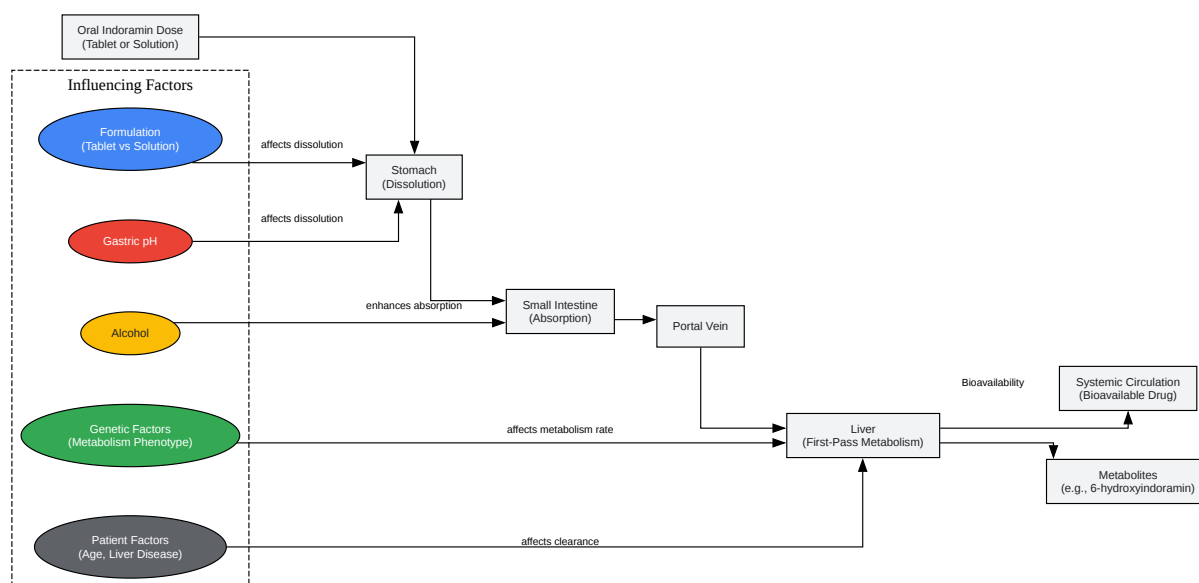 Oral Indoramin Dose
(Tablet or Solution)
Influencing Factors
Formulation
(Tablet vs Solution)
affects dissolution
Stomach
(Dissolution)
Gastric pH
affects dissolution
Alcohol
enhances absorption
Small Intestine
(Absorption)
Portal Vein
Bioavailability
Systemic Circulation
(Bioavailable Drug)
Genetic Factors
(Metabolism Phenotype)
affects metabolism rate
Liver
(First-Pass Metabolism)
Metabolites
(e.g., 6-hydroxyindoramin)
Patient Factors
(Age, Liver Disease)
affects clearance